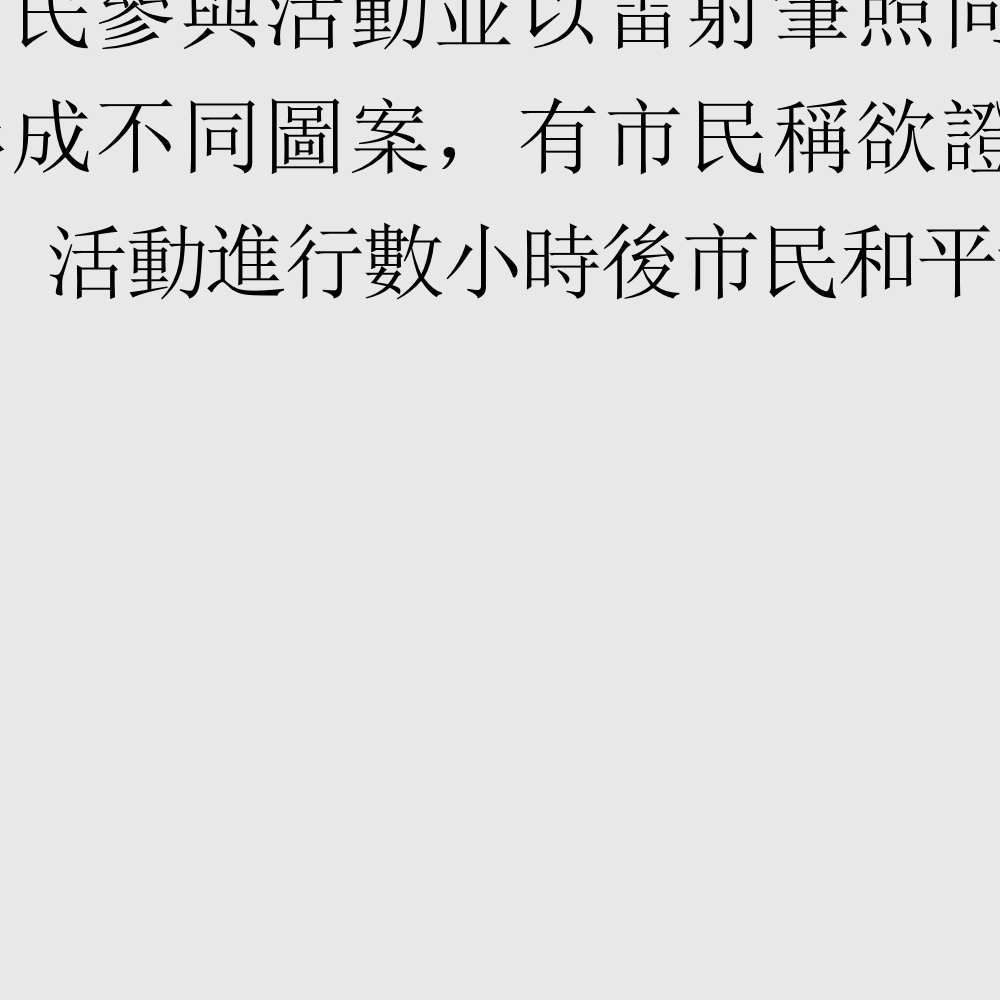 民參與活動並以雷射筆照向
成不同圖案，有市民稱欲證
活動進行數小時後市民和平